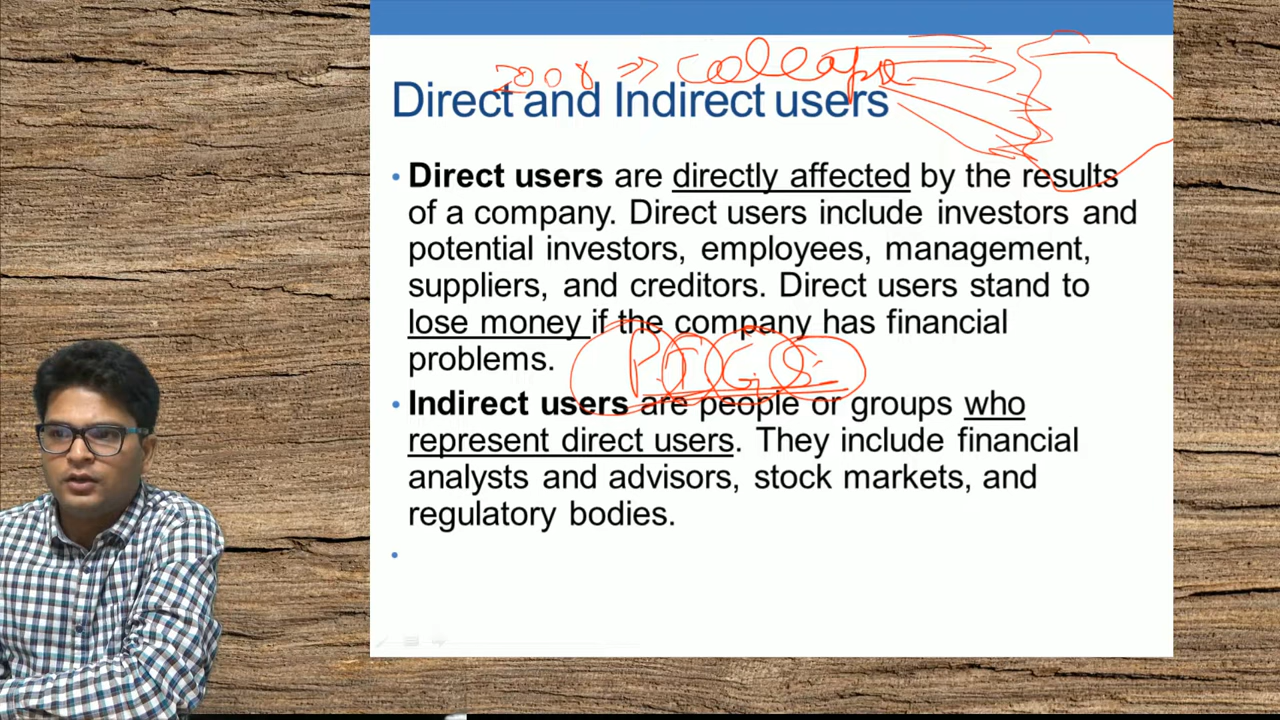 2008 => collapse
Direct and Indirect users
• Direct users are directly affected by the results
of a company. Direct users include investors and
potential investors, employees, management,
suppliers, and creditors. Direct users stand to
lose money if the company has financial
problems.
• Indirect users are people or groups who
represent direct users. They include financial
analysts and advisors, stock markets, and
regulatory bodies.
•